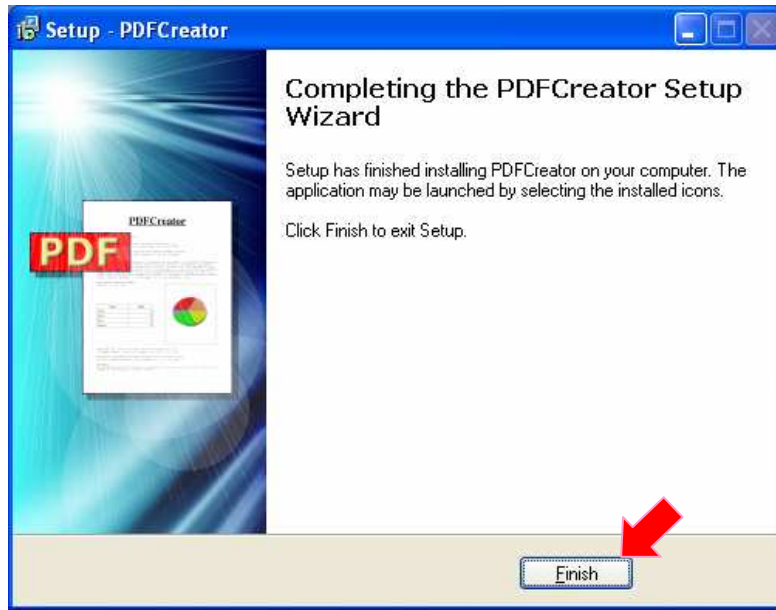 Setup - PDFCreator
Completing the PDFCreator Setup
Wizard
Setup has finished installing PDFCreator on your computer. The
application may be launched by selecting the installed icons.
Click Finish to exit Setup.
PDFCreator
PDF
Finish